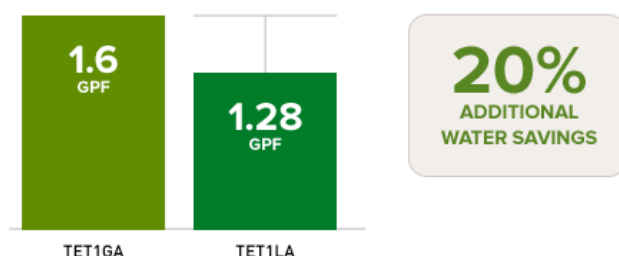 1.6
GPF
1.28
GPF
20%
ADDITIONAL
WATER SAVINGS
TET1GA
TET1LA